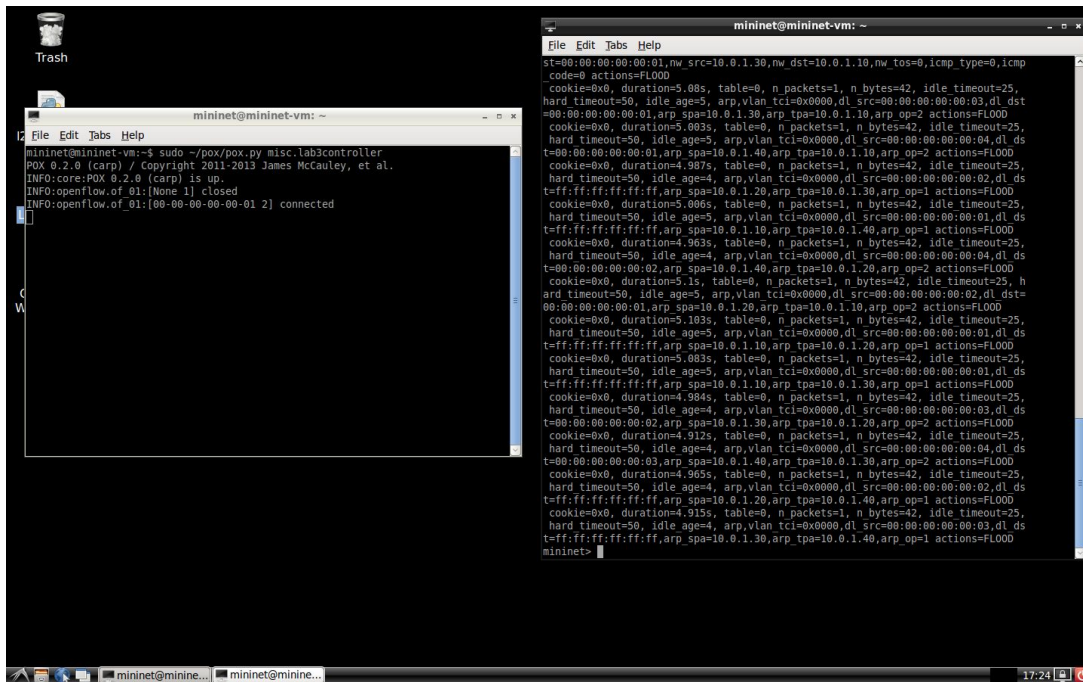 Trash
mininet@mininet-vm: ~
File Edit Tabs Help
mininet@mininet-vm:~$ sudo ~/pox/pox.py misc.lab3controller
POX 0.2.0 (carp) / Copyright 2011-2013 James McCauley, et al.
INFO:core:POX 0.2.0 (carp) is up.
INFO:openflow.of_01:[None 1] closed
INFO:openflow.of_01:[00-00-00-00-00-01 2] connected
mininet@mininet-vm: ~
File Edit Tabs Help
st=00:00:00:00:00:01,nw_src=10.0.1.30,nw_dst=10.0.1.10,nw_tos=0,icmp_type=0,icmp
_code=0 actions=FLOOD
cookie=0x0, duration=5.08s, table=0, n_packets=1, n_bytes=42, idle_timeout=25,
hard_timeout=50, idle_age=5, arp,vlan_tci=0x0000,dl_src=00:00:00:00:00:03,dl_dst
=00:00:00:00:00:01,arp_spa=10.0.1.30,arp_tpa=10.0.1.10,arp_op=2 actions=FLOOD
cookie=0x0, duration=5.003s, table=0, n_packets=1, n_bytes=42, idle_timeout=25,
hard_timeout=50, idle_age=5, arp,vlan_tci=0x0000,dl_src=00:00:00:00:00:04,dl_ds
t=00:00:00:00:00:01,arp_spa=10.0.1.40,arp_tpa=10.0.1.10,arp_op=2 actions=FLOOD
cookie=0x0, duration=4.987s, table=0, n_packets=1, n_bytes=42, idle_timeout=25,
hard_timeout=50, idle_age=4, arp,vlan_tci=0x0000,dl_src=00:00:00:00:00:02,dl_ds
t=ff:ff:ff:ff:ff:ff,arp_spa=10.0.1.20,arp_tpa=10.0.1.30,arp_op=1 actions=FLOOD
cookie=0x0, duration=5.006s, table=0, n_packets=1, n_bytes=42, idle_timeout=25,
hard_timeout=50, idle_age=5, arp,vlan_tci=0x0000,dl_src=00:00:00:00:00:01,dl_ds
t=ff:ff:ff:ff:ff:ff,arp_spa=10.0.1.10,arp_tpa=10.0.1.40,arp_op=1 actions=FLOOD
cookie=0x0, duration=4.963s, table=0, n_packets=1, n_bytes=42, idle_timeout=25,
hard_timeout=50, idle_age=4, arp,vlan_tci=0x0000,dl_src=00:00:00:00:00:04,dl_ds
t=00:00:00:00:00:02,arp_spa=10.0.1.40,arp_tpa=10.0.1.20,arp_op=2 actions=FLOOD
cookie=0x0, duration=5.1s, table=0, n_packets=1, n_bytes=42, idle_timeout=25, h
ard_timeout=50, idle_age=5, arp,vlan_tci=0x0000,dl_src=00:00:00:00:00:02,dl_dst=
00:00:00:00:00:01,arp_spa=10.0.1.20,arp_tpa=10.0.1.10,arp_op=2 actions=FLOOD
cookie=0x0, duration=5.103s, table=0, n_packets=1, n_bytes=42, idle_timeout=25,
hard_timeout=50, idle_age=5, arp,vlan_tci=0x0000,dl_src=00:00:00:00:00:01,dl_ds
t=ff:ff:ff:ff:ff:ff,arp_spa=10.0.1.10,arp_tpa=10.0.1.20,arp_op=1 actions=FLOOD
cookie=0x0, duration=5.083s, table=0, n_packets=1, n_bytes=42, idle_timeout=25,
hard_timeout=50, idle_age=5, arp,vlan_tci=0x0000,dl_src=00:00:00:00:00:01,dl_ds
t=ff:ff:ff:ff:ff:ff,arp_spa=10.0.1.10,arp_tpa=10.0.1.30,arp_op=1 actions=FLOOD
cookie=0x0, duration=4.984s, table=0, n_packets=1, n_bytes=42, idle_timeout=25,
hard_timeout=50, idle_age=4, arp,vlan_tci=0x0000,dl_src=00:00:00:00:00:03,dl_ds
t=00:00:00:00:00:02,arp_spa=10.0.1.30,arp_tpa=10.0.1.20,arp_op=2 actions=FLOOD
cookie=0x0, duration=4.912s, table=0, n_packets=1, n_bytes=42, idle_timeout=25,
hard_timeout=50, idle_age=4, arp,vlan_tci=0x0000,dl_src=00:00:00:00:00:04,dl_ds
t=00:00:00:00:00:03,arp_spa=10.0.1.40,arp_tpa=10.0.1.30,arp_op=2 actions=FLOOD
cookie=0x0, duration=4.965s, table=0, n_packets=1, n_bytes=42, idle_timeout=25,
hard_timeout=50, idle_age=4, arp,vlan_tci=0x0000,dl_src=00:00:00:00:00:02,dl_ds
t=ff:ff:ff:ff:ff:ff,arp_spa=10.0.1.20,arp_tpa=10.0.1.40,arp_op=1 actions=FLOOD
cookie=0x0, duration=4.915s, table=0, n_packets=1, n_bytes=42, idle_timeout=25,
hard_timeout=50, idle_age=4, arp,vlan_tci=0x0000,dl_src=00:00:00:00:00:03,dl_ds
t=ff:ff:ff:ff:ff:ff,arp_spa=10.0.1.30,arp_tpa=10.0.1.40,arp_op=1 actions=FLOOD
mininet>
mininet@minine...
mininet@minine...
17:24